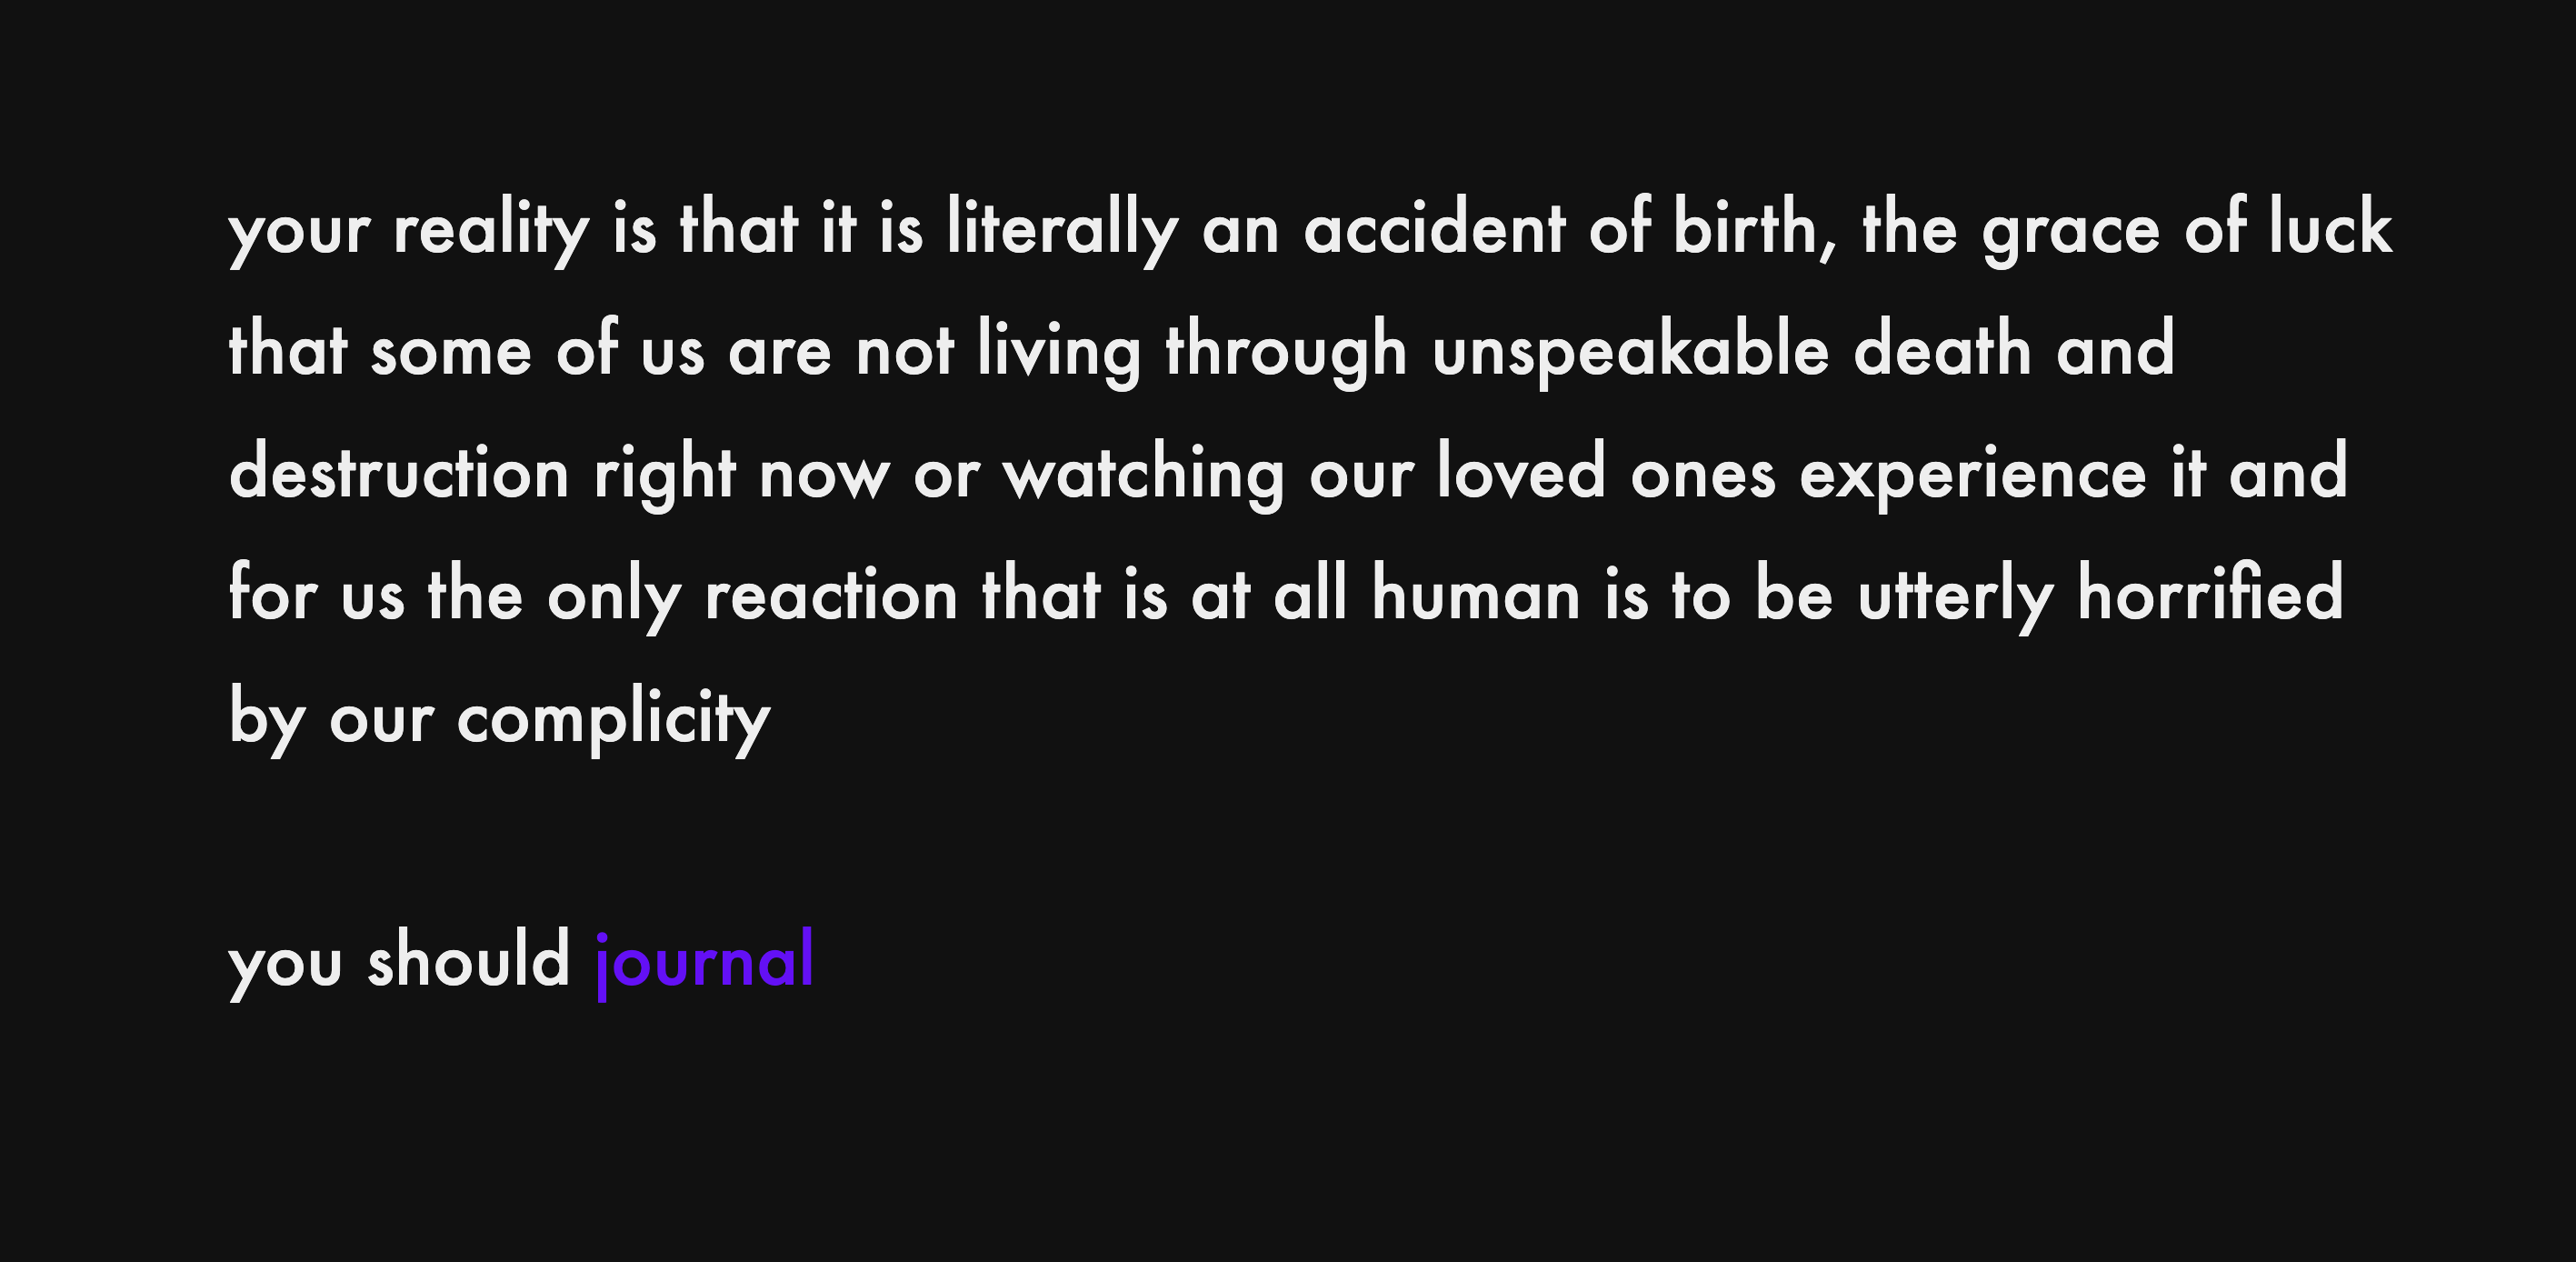 your reality is that it is literally an accident of birth, the grace of luck
that some of us are not living through unspeakable death and
destruction right now or watching our loved ones experience it and
for us the only reaction that is at all human is to be utterly horrified
by our complicity
you should journal